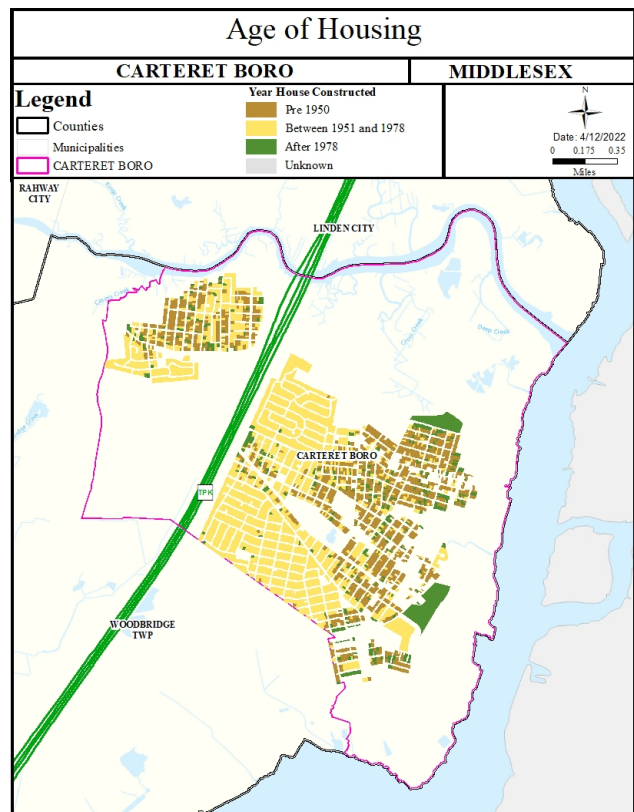 Age of Housing
CARTERET BORO
MIDDLESEX
Legend
Counties
Municipalities
CARTERET BORO
Year House Constructed
Pre 1950
Between 1951 and 1978
After 1978
Unknown
N
Date: 4/12/2022
0 0.175 0.35
Miles
RAHWAY
CITY
LINDEN CITY
Deep Creek
CARTERET BORO
TPK
WOODBRIDGE
TWP